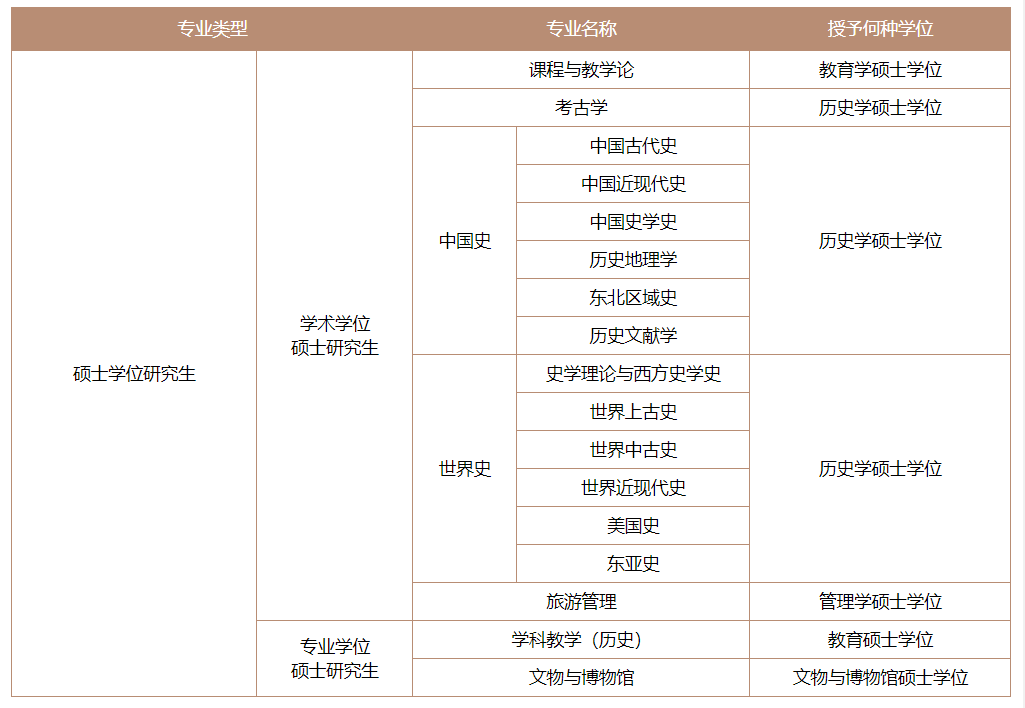 专业类型
专业名称
授予何种学位
硕士学位研究生
学术学位
硕士研究生
课程与教学论
教育学硕士学位
考古学
历史学硕士学位
中国史
中国古代史
中国近现代史
中国史学史
历史地理学
东北区域史
历史文献学
历史学硕士学位
世界史
史学理论与西方史学史
世界上古史
世界中古史
世界近现代史
美国史
东亚史
历史学硕士学位
旅游管理
管理学硕士学位
专业学位
硕士研究生
学科教学（历史）
教育硕士学位
文物与博物馆
文物与博物馆硕士学位